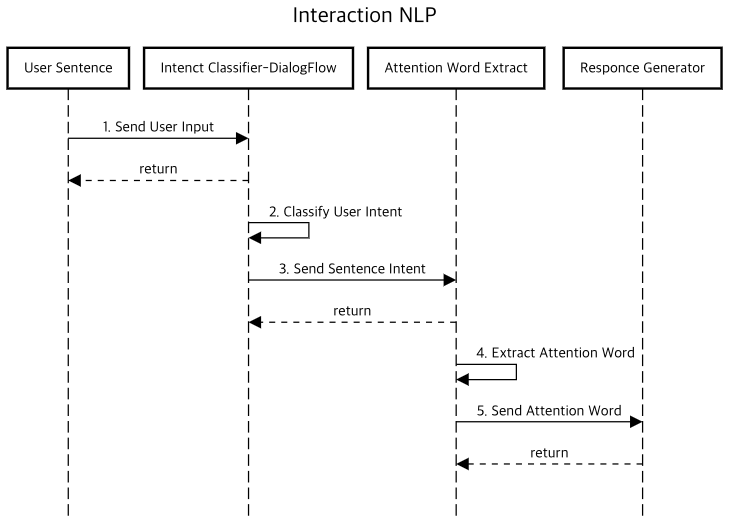 Interaction NLP
User Sentence
Intenct Classifier-DialogFlow
Attention Word Extract
Responce Generator
1. Send User Input
return
2. Classify User Intent
3. Send Sentence Intent
return
4. Extract Attention Word
5. Send Attention Word
return